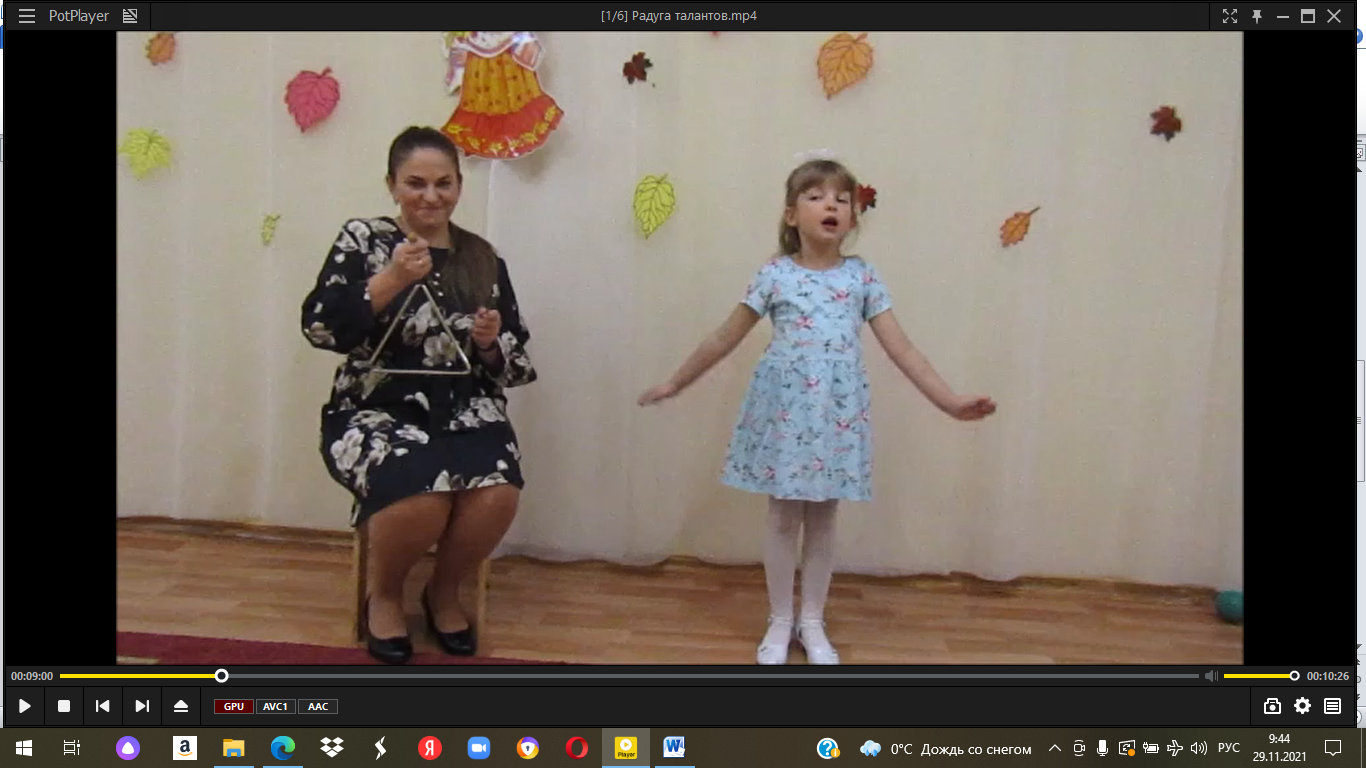 PotPlayer
[1/6] Радуга талантов.mp4
00:09:00
00:10:26
GPU AVC1 AAC
a
Я
Player
W
?
0°C Дождь со снегом
РУС
9:44
29.11.2021